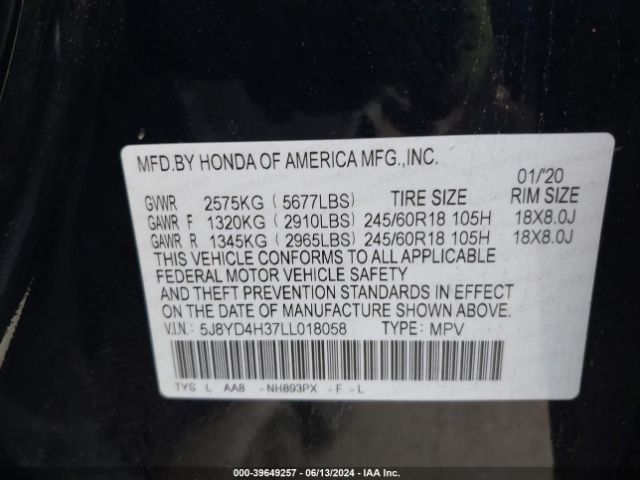 MFD.BY HONDA OF AMERICA MFG.,INC.
01/'20
GVWR 2575KG ( 5677LBS) TIRE SIZE RIM SIZE
GAWR F 1320KG ( 2910LBS) 245/60R18 105H 18X8.0J
GAWR R 1345KG ( 2965LBS) 245/60R18 105H 18X8.0J
THIS VEHICLE CONFORMS TO ALL APPLICABLE
FEDERAL MOTOR VEHICLE SAFETY
AND THEFT PREVENTION STANDARDS IN EFFECT
ON THE DATE OF MANUFACTURE SHOWN ABOVE.
V.I.N.: 5J8YD4H37LL018058 TYPE: MPV
TYS L AA8 - NH893PX - F - L
000-39649257 - 06/13/2024 - IAA Inc.